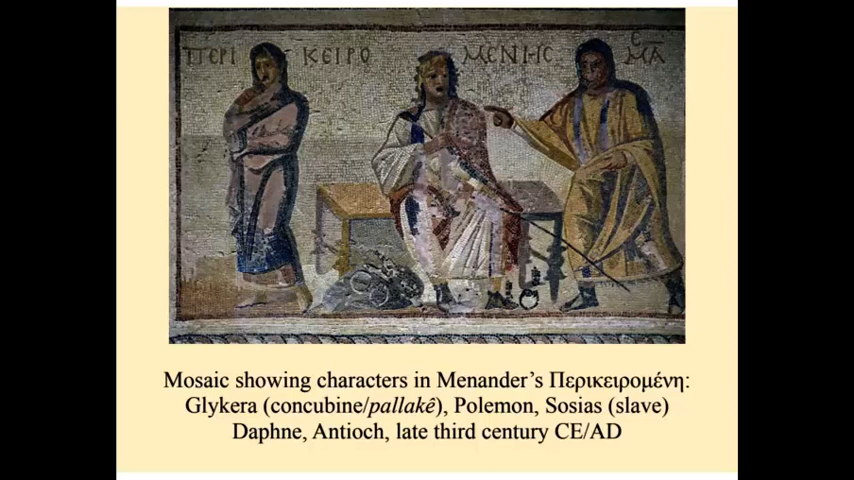 ΠΕΡΙ ΚΕΙΡΟ ΜΕΝΗC Ε
ΜΑ
Mosaic showing characters in Menander’s Περικειρομένη:
Glykera (concubine/pallakê), Polemon, Sosias (slave)
Daphne, Antioch, late third century CE/AD